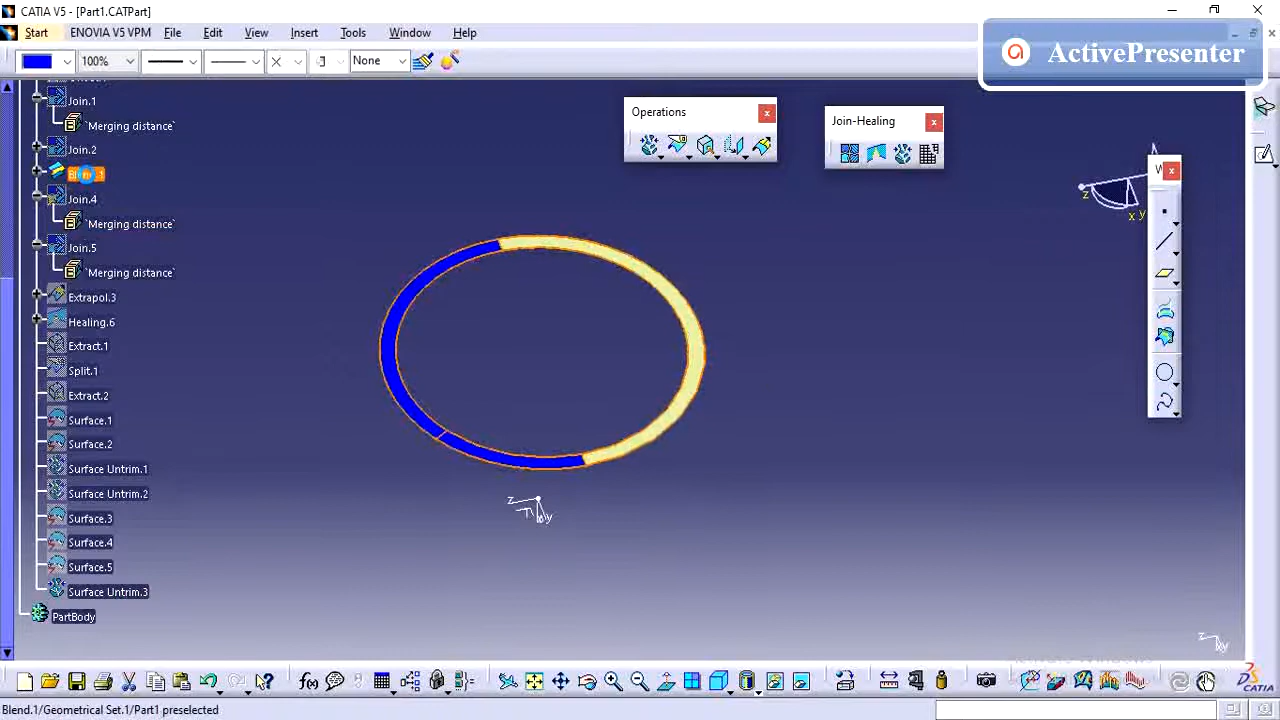 CATIA V5 - [Part1.CATPart]
Start ENOVIA V5 VPM File Edit View Insert Tools Window Help
ActivePresenter
100% None
Operations
Join-Healing
Join.1
`Merging distance`
Join.2
Join.4
`Merging distance`
Join.5
`Merging distance`
Extrapol.3
Healing.6
Extract.1
Split.1
Extract.2
Surface.1
Surface.2
Surface Untrim.1
Surface Untrim.2
Surface.3
Surface.4
Surface.5
Surface Untrim.3
PartBody
z
x y
z
y
z
y
f(x)
CATIA
Blend.1/Geometrical Set.1/Part1 preselected